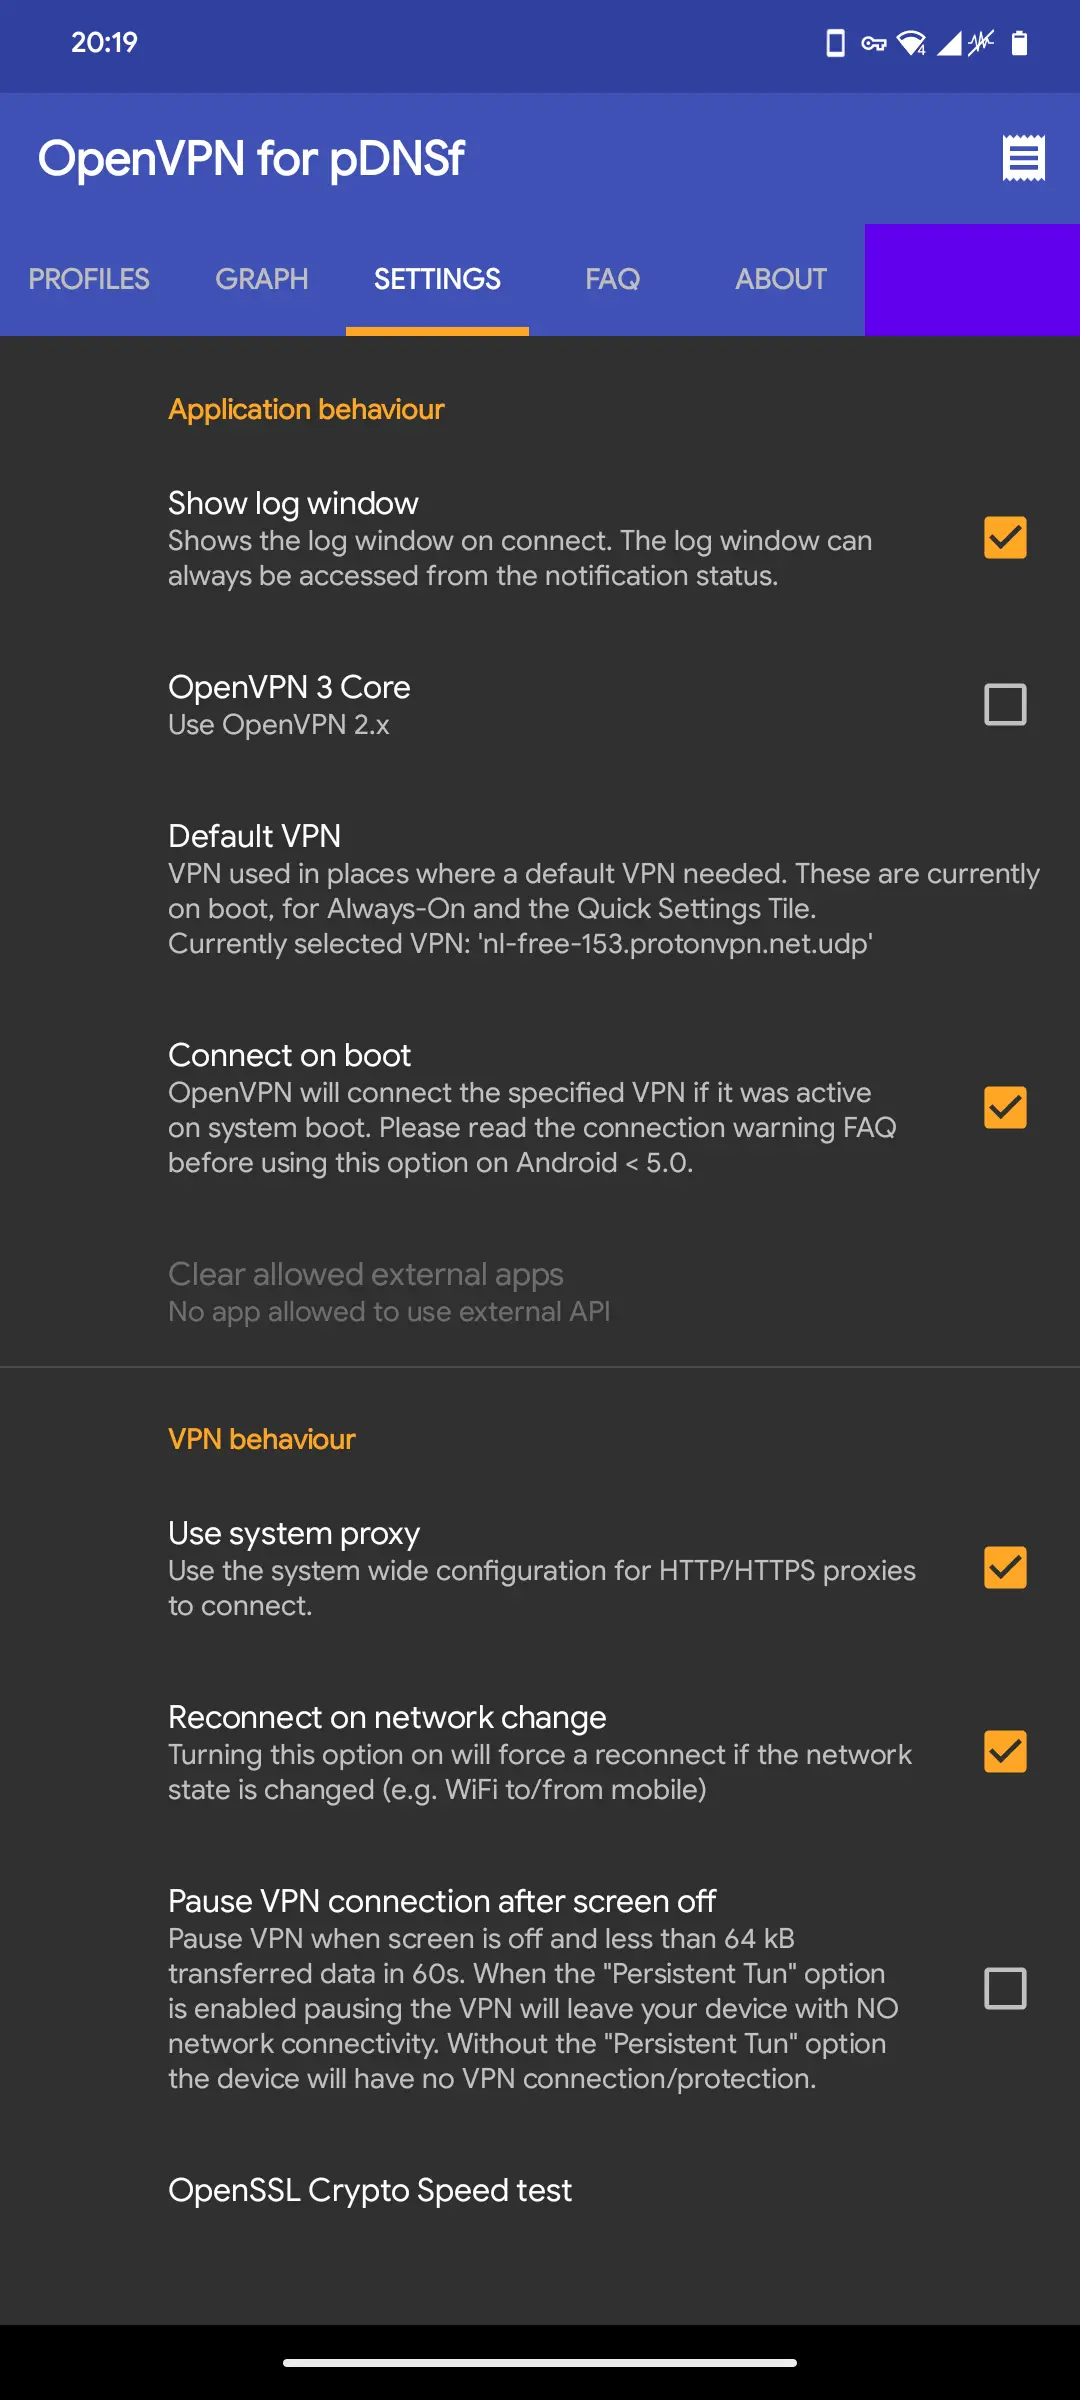 20:19
OpenVPN for pDNSf
PROFILES GRAPH SETTINGS FAQ ABOUT
Application behaviour
Show log window
Shows the log window on connect. The log window can
always be accessed from the notification status.
OpenVPN 3 Core
Use OpenVPN 2.x
Default VPN
VPN used in places where a default VPN needed. These are currently
on boot, for Always-On and the Quick Settings Tile.
Currently selected VPN: 'nl-free-153.protonvpn.net.udp'
Connect on boot
OpenVPN will connect the specified VPN if it was active
on system boot. Please read the connection warning FAQ
before using this option on Android < 5.0.
Clear allowed external apps
No app allowed to use external API
VPN behaviour
Use system proxy
Use the system wide configuration for HTTP/HTTPS proxies
to connect.
Reconnect on network change
Turning this option on will force a reconnect if the network
state is changed (e.g. WiFi to/from mobile)
Pause VPN connection after screen off
Pause VPN when screen is off and less than 64 kB
transferred data in 60s. When the "Persistent Tun" option
is enabled pausing the VPN will leave your device with NO
network connectivity. Without the "Persistent Tun" option
the device will have no VPN connection/protection.
OpenSSL Crypto Speed test